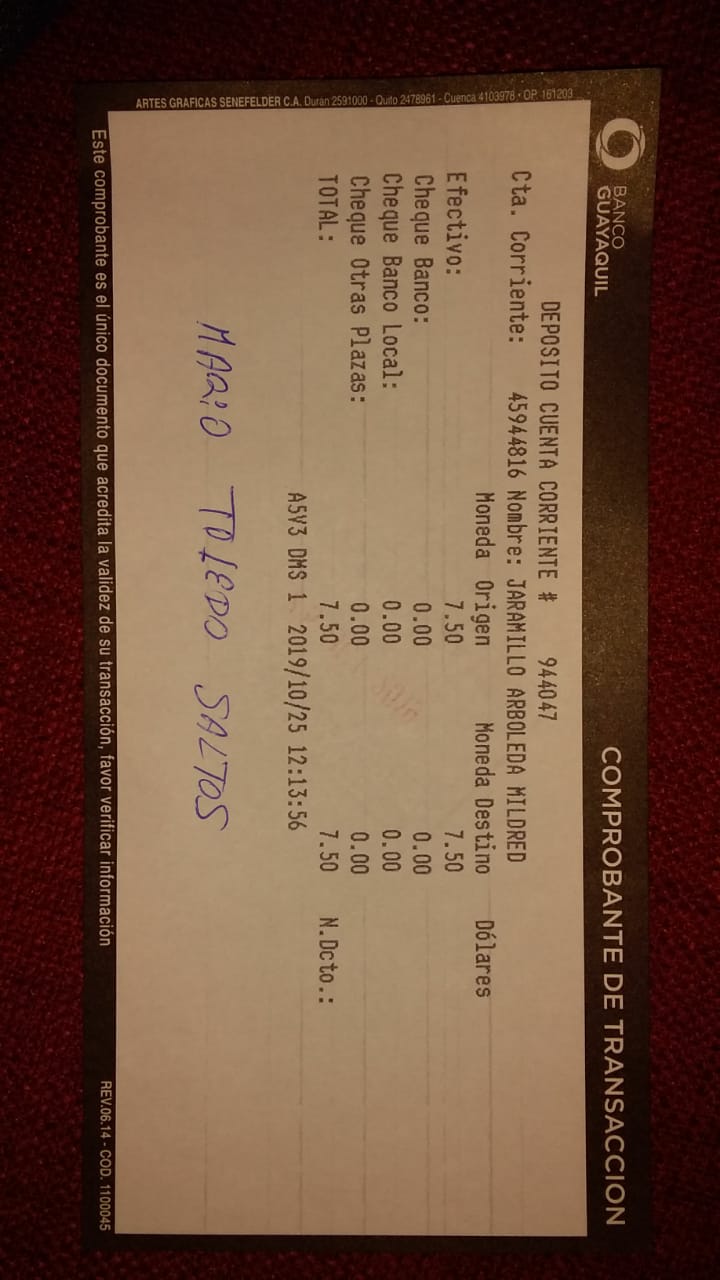 BANCO
GUAYAQUIL
COMPROBANTE DE TRANSACCION
DEPOSITO CUENTA CORRIENTE # 944047
Cta. Corriente: 45944816 Nombre: JARAMILLO ARBOLEDA MILDRED
Moneda Origen Moneda Destino Dólares
Efectivo: 7.50 7.50
Cheque Banco: 0.00 0.00
Cheque Banco Local: 0.00 0.00
Cheque Otras Plazas: 0.00 0.00
TOTAL: 7.50 7.50 N.Dcto.:
A5V3 DMS 1 2019/10/25 12:13:56
MARIO TOLEDO SALTOS
Este comprobante es el único documento que acredita la validez de su transacción, favor verificar información
REV.06.14 - COD. 1100045
ARTES GRAFICAS SENEFELDER C.A. Duran 2591000 - Quito 2478961 - Cuenca 4103978 - OP. 161203